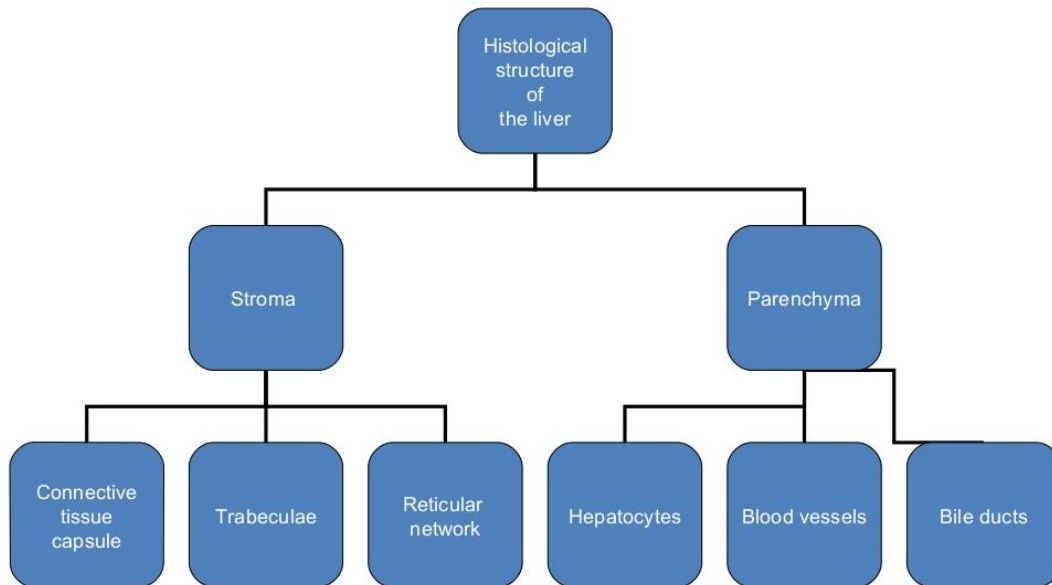 Histological
structure
of
the liver
Stroma
Parenchyma
Connective
tissue
capsule
Trabeculae
Reticular
network
Hepatocytes
Blood vessels
Bile ducts